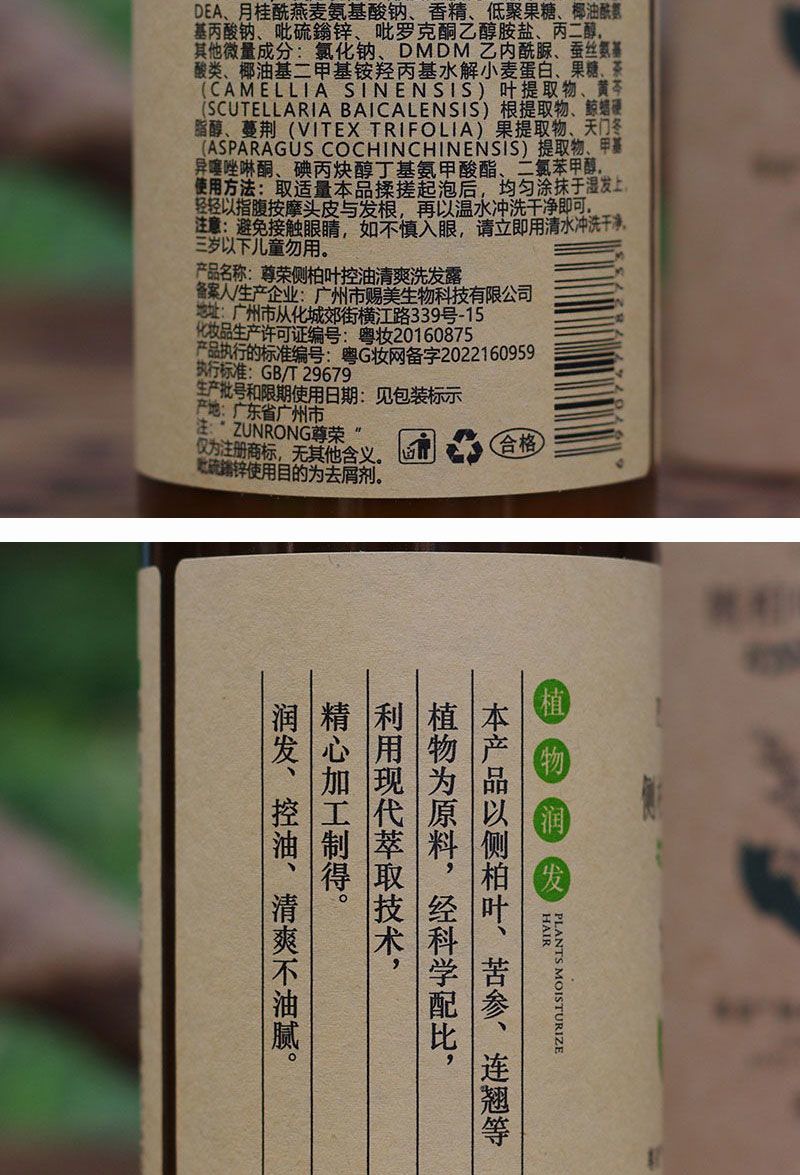 DEA、月桂酰燕麦氨基酸钠、香精、低聚果糖、椰油酰氨
基丙酸钠、吡硫鎓锌、吡罗克酮乙醇胺盐、丙二醇。
其他微量成分：氯化钠、DMDM 乙内酰脲、蚕丝氨基
酸类、椰油基二甲基铵羟丙基水解小麦蛋白、果糖、茶
（CAMELLIA SINENSIS）叶提取物、黄芩
（SCUTELLARIA BAICALENSIS）根提取物、鲸蜡硬
脂醇、蔓荆（VITEX TRIFOLIA）果提取物、天门冬
（ASPARAGUS COCHINCHINENSIS）提取物、甲基
异噻唑啉酮、碘丙炔醇丁基氨甲酸酯、二氯苯甲醇。
使用方法：取适量本品揉搓起泡后，均匀涂抹于湿发上，
轻轻以指腹按摩头皮与发根，再以温水冲洗干净即可。
注意：避免接触眼睛，如不慎入眼，请立即用清水冲洗干净。
三岁以下儿童勿用。
产品名称：尊荣侧柏叶控油清爽洗发露
备案人/生产企业：广州市赐美生物科技有限公司
地址：广州市从化城郊街横江路339号-15
化妆品生产许可证编号：粤妆20160875
产品执行的标准编号：粤G妆网备字2022160959
执行标准：GB/T 29679
生产批号和限期使用日期：见包装标示
产地：广东省广州市
注：“ ZUNRONG尊荣 ”
仅为注册商标，无其他含义。
吡硫鎓锌使用目的为去屑剂。
合格
植物润发
PLANTS MOISTURIZE
HAIR
本产品以侧柏叶、苦参、连翘等
植物为原料，经科学配比，
利用现代萃取技术，
精心加工制得。
润发、控油、清爽不油腻。